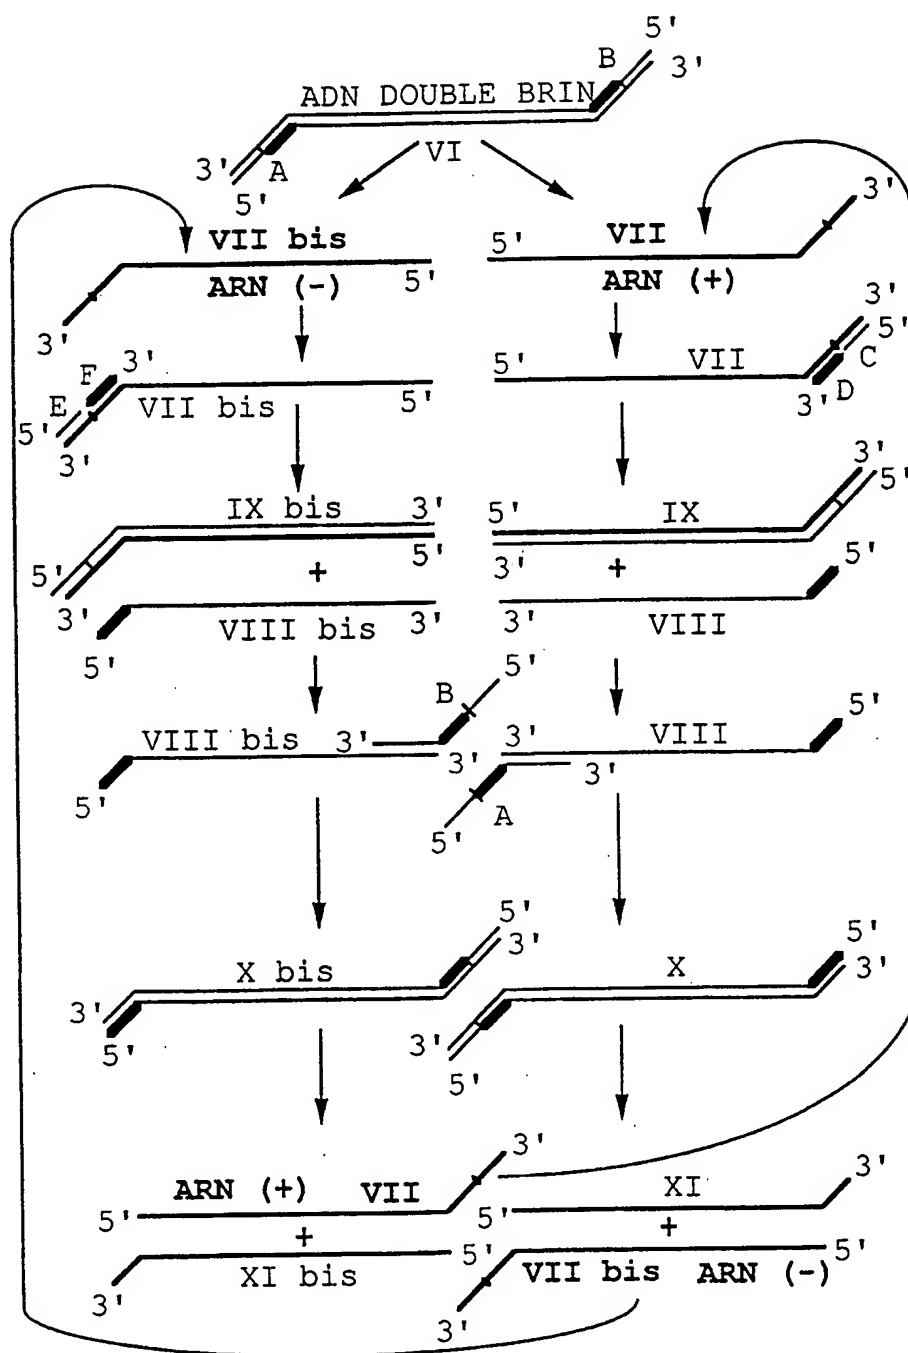 5'
B
3'
ADN DOUBLE BRIN
3'
A
VI
5'
3'
VII bis
5'
VII
ARN (-)
5'
ARN (+)
3'
3'
3'
5'
F
5'
VII
C
E
VII bis
5'
3'
D
5'
3'
IX bis
3'
5'
IX
3'
5'
5'
+
5'
3'
+
5'
3'
VIII bis
3'
3'
VIII
5'
5'
B
5'
VIII bis
3'
3'
VIII
3'
3'
5'
A
5'
5'
5'
X bis
3'
X
3'
3'
5'
3'
5'
3'
3'
ARN (+)
VII
XI
5'
5'
+
+
XI bis
5'
VII bis
ARN (-)
5'
3'
3'